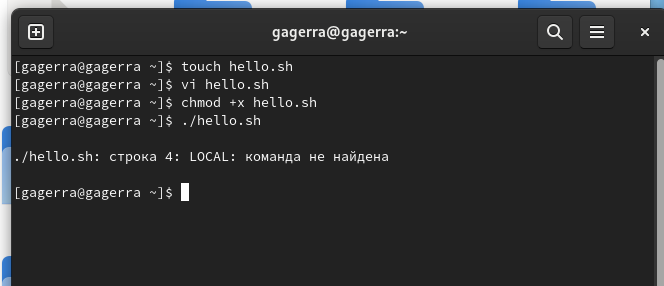 gagerra@gagerra:~
[gagerra@gagerra ~]$ touch hello.sh
[gagerra@gagerra ~]$ vi hello.sh
[gagerra@gagerra ~]$ chmod +x hello.sh
[gagerra@gagerra ~]$ ./hello.sh
./hello.sh: строка 4: LOCAL: команда не найдена
[gagerra@gagerra ~]$